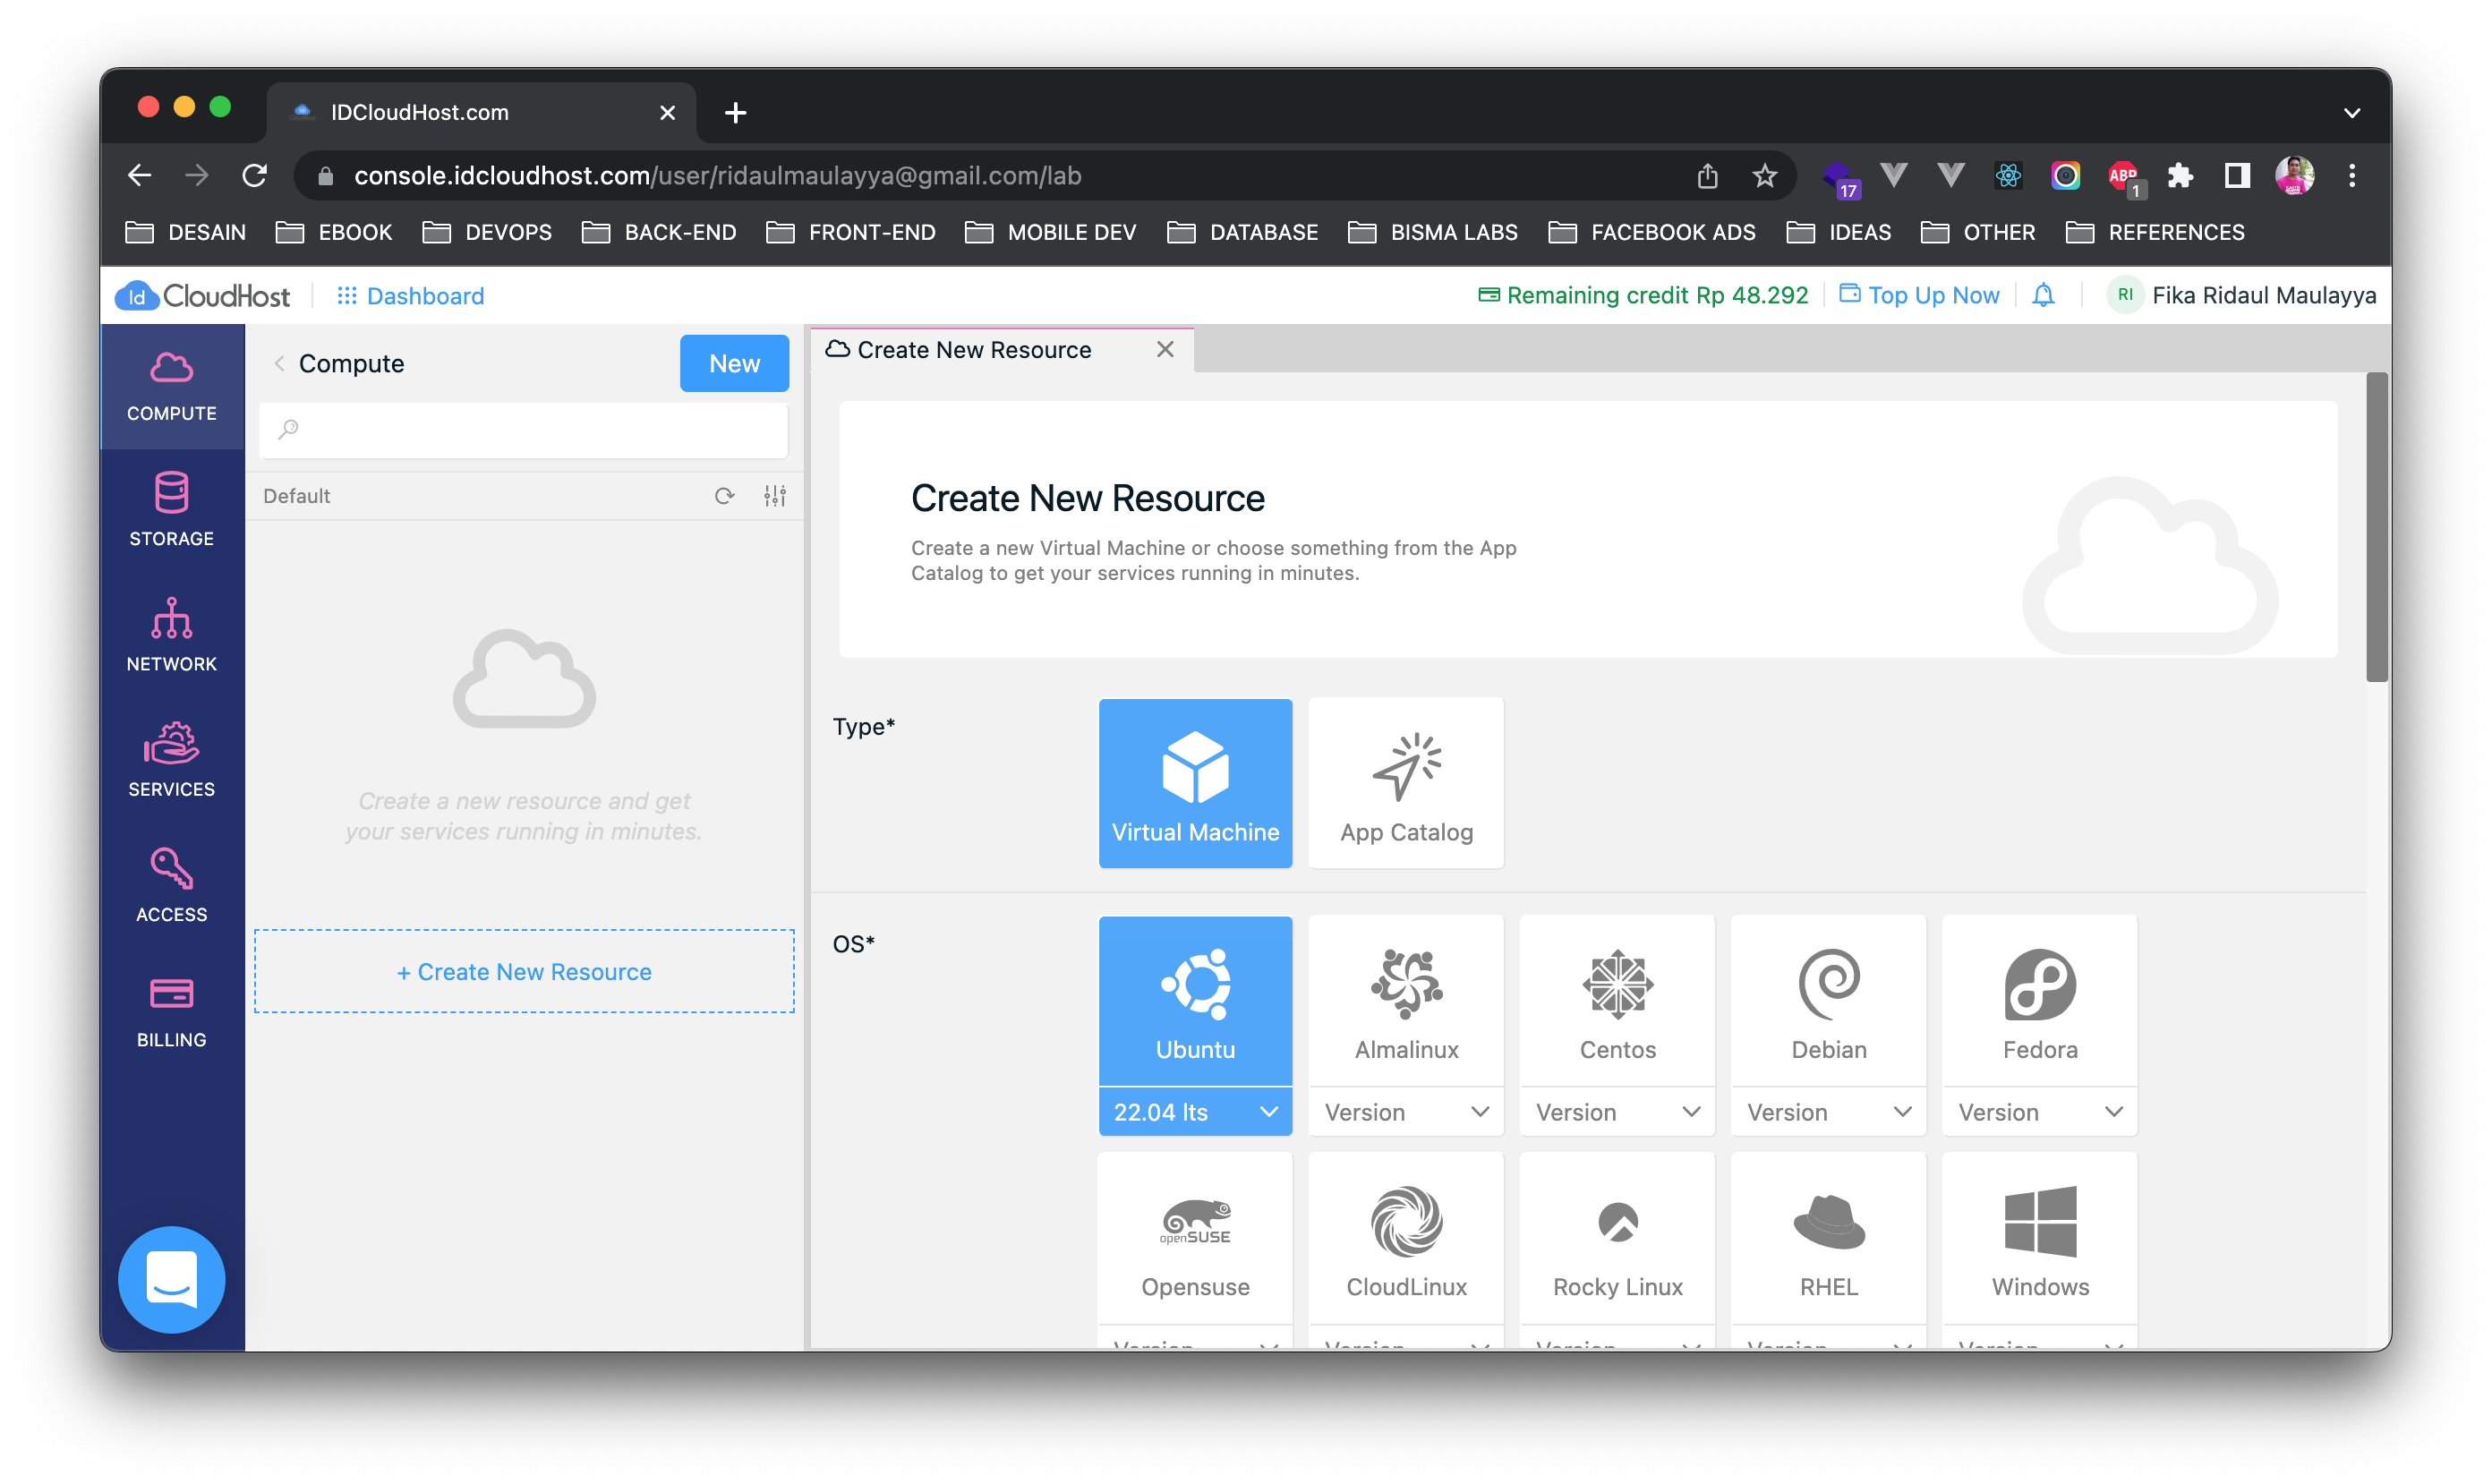 IDCloudHost.com
console.idcloudhost.com/user/ridaulmaulayya@gmail.com/lab
17
ABP
1
DESAIN
EBOOK
DEVOPS
BACK-END
FRONT-END
MOBILE DEV
DATABASE
BISMA LABS
FACEBOOK ADS
IDEAS
OTHER
REFERENCES
Id CloudHost
Dashboard
Remaining credit Rp 48.292
Top Up Now
RI
Fika Ridaul Maulayya
COMPUTE
STORAGE
NETWORK
SERVICES
ACCESS
BILLING
Compute
New
Default
Create a new resource and get
your services running in minutes.
+ Create New Resource
Create New Resource
Create New Resource
Create a new Virtual Machine or choose something from the App
Catalog to get your services running in minutes.
Type*
Virtual Machine
App Catalog
OS*
Ubuntu
Almalinux
Centos
Debian
Fedora
22.04 lts
Version
Version
Version
Version
openSUSE
Opensuse
CloudLinux
Rocky Linux
RHEL
Windows
Version
Version
Version
Version
Version